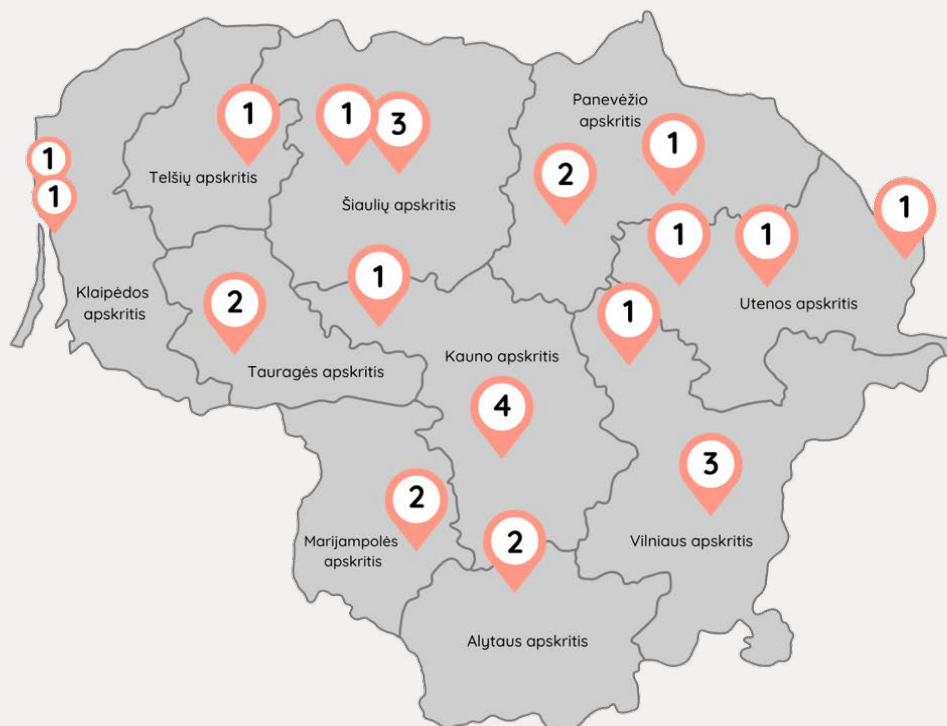 Panevėžio
apskritis
1
1
3
1
1
2
Telšių apskritis
1
Šiaulių apskritis
1
1
1
1
Klaipėdos
apskritis
2
Utenos apskritis
1
Kauno apskritis
Tauragės apskritis
4
3
2
Marijampolės
apskritis
2
Vilniaus apskritis
Alytaus apskritis